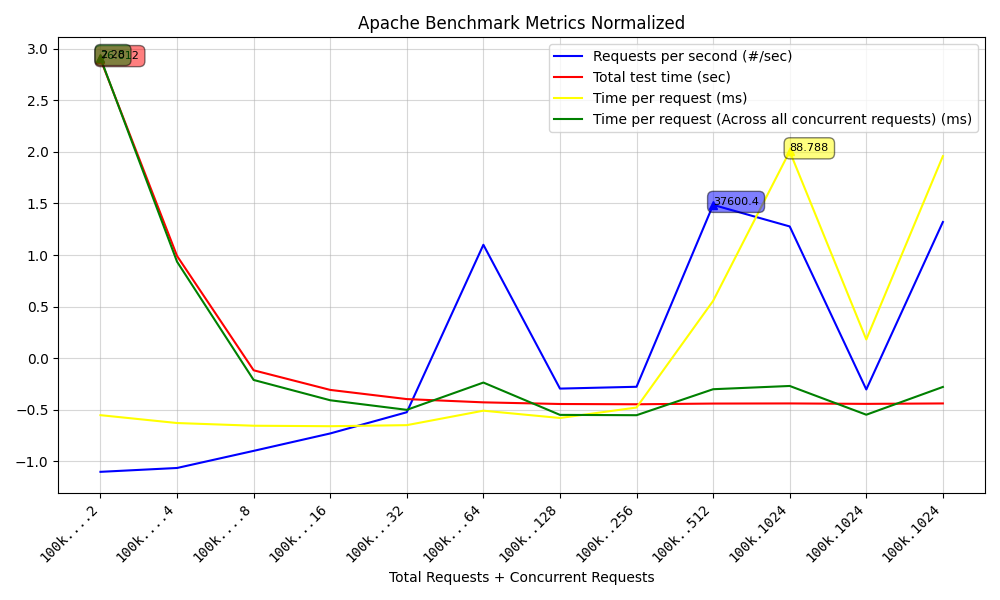 Apache Benchmark Metrics Normalized
Requests per second (#/sec)
Total test time (sec)
Time per request (ms)
Time per request (Across all concurrent requests) (ms)
3.0
2.5
2.0
1.5
1.0
0.5
0.0
−0.5
−1.0
2.28
88.788
37600.4
100k....2
100k....4
100k....8
100k...16
100k...32
100k...64
100k..128
100k..256
100k..512
100k.1024
100k.1024
100k.1024
Total Requests + Concurrent Requests